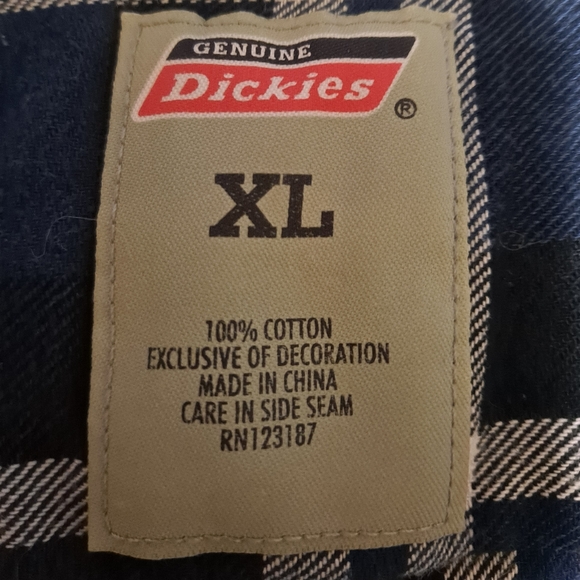 GENUINE
Dickies®
XL
100% COTTON
EXCLUSIVE OF DECORATION
MADE IN CHINA
CARE IN SIDE SEAM
RN123187